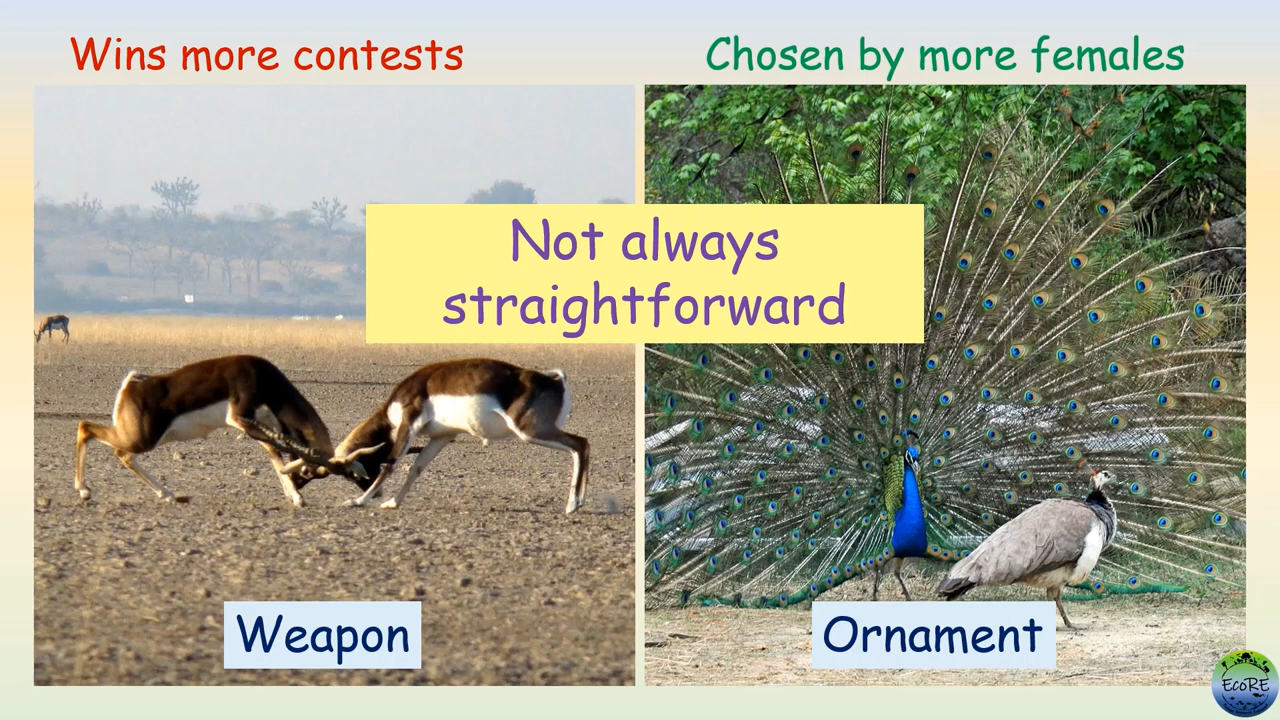 Wins more contests
Chosen by more females
Not always
straightforward
Weapon
Ornament
EcoRE